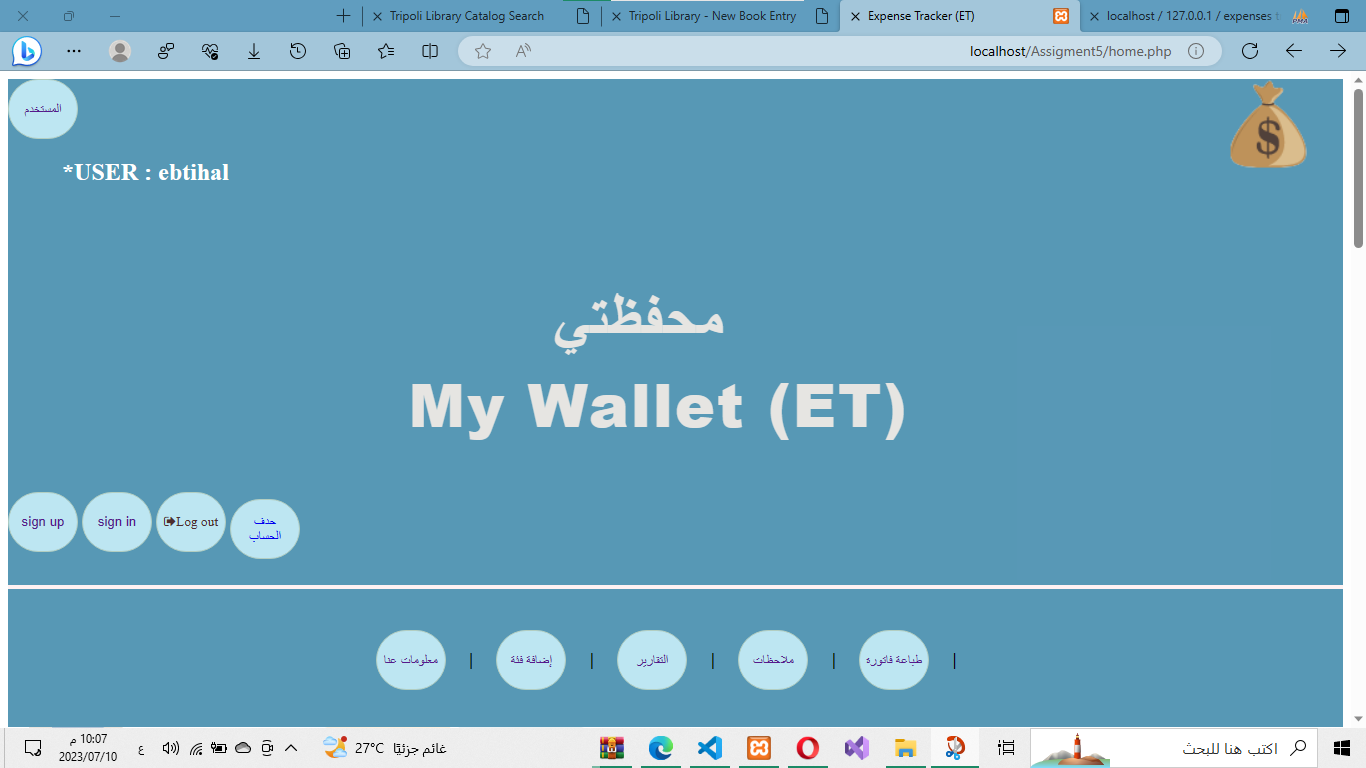 Tripoli Library Catalog Search
Tripoli Library - New Book Entry
Expense Tracker (ET)
localhost / 127.0.0.1 / expenses
localhost/Assigment5/home.php
المستخدم
*USER : ebtihal
محفظتي
My Wallet (ET)
sign up
sign in
Log out
حدف
الحساب
طباعة فاتورة
|
ملاحظات
|
التقارير
|
إضافة فئة
|
معلومات عنا
|
اكتب هنا للبحث
غائم جزئيًا
27°C
ع
10:07 م
2023/07/10